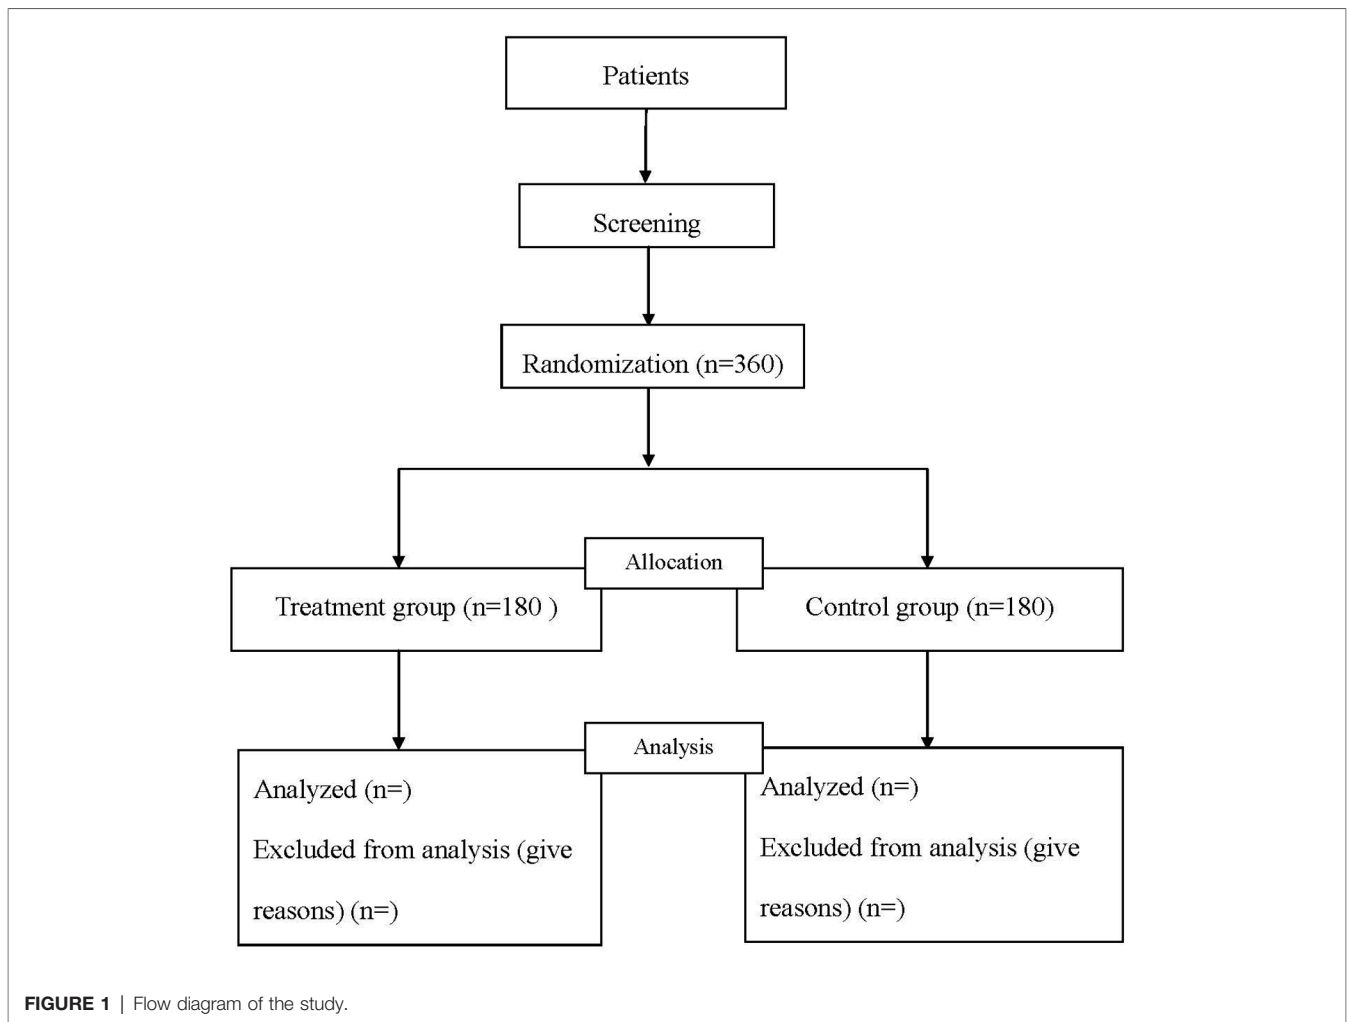 Patients
Screening
Randomization (n=360)
Allocation
Treatment group (n=180 )
Control group (n=180)
Analysis
Analyzed (n=)
Excluded from analysis (give
reasons) (n=)
Analyzed (n=)
Excluded from analysis (give
reasons) (n=)
FIGURE 1 | Flow diagram of the study.